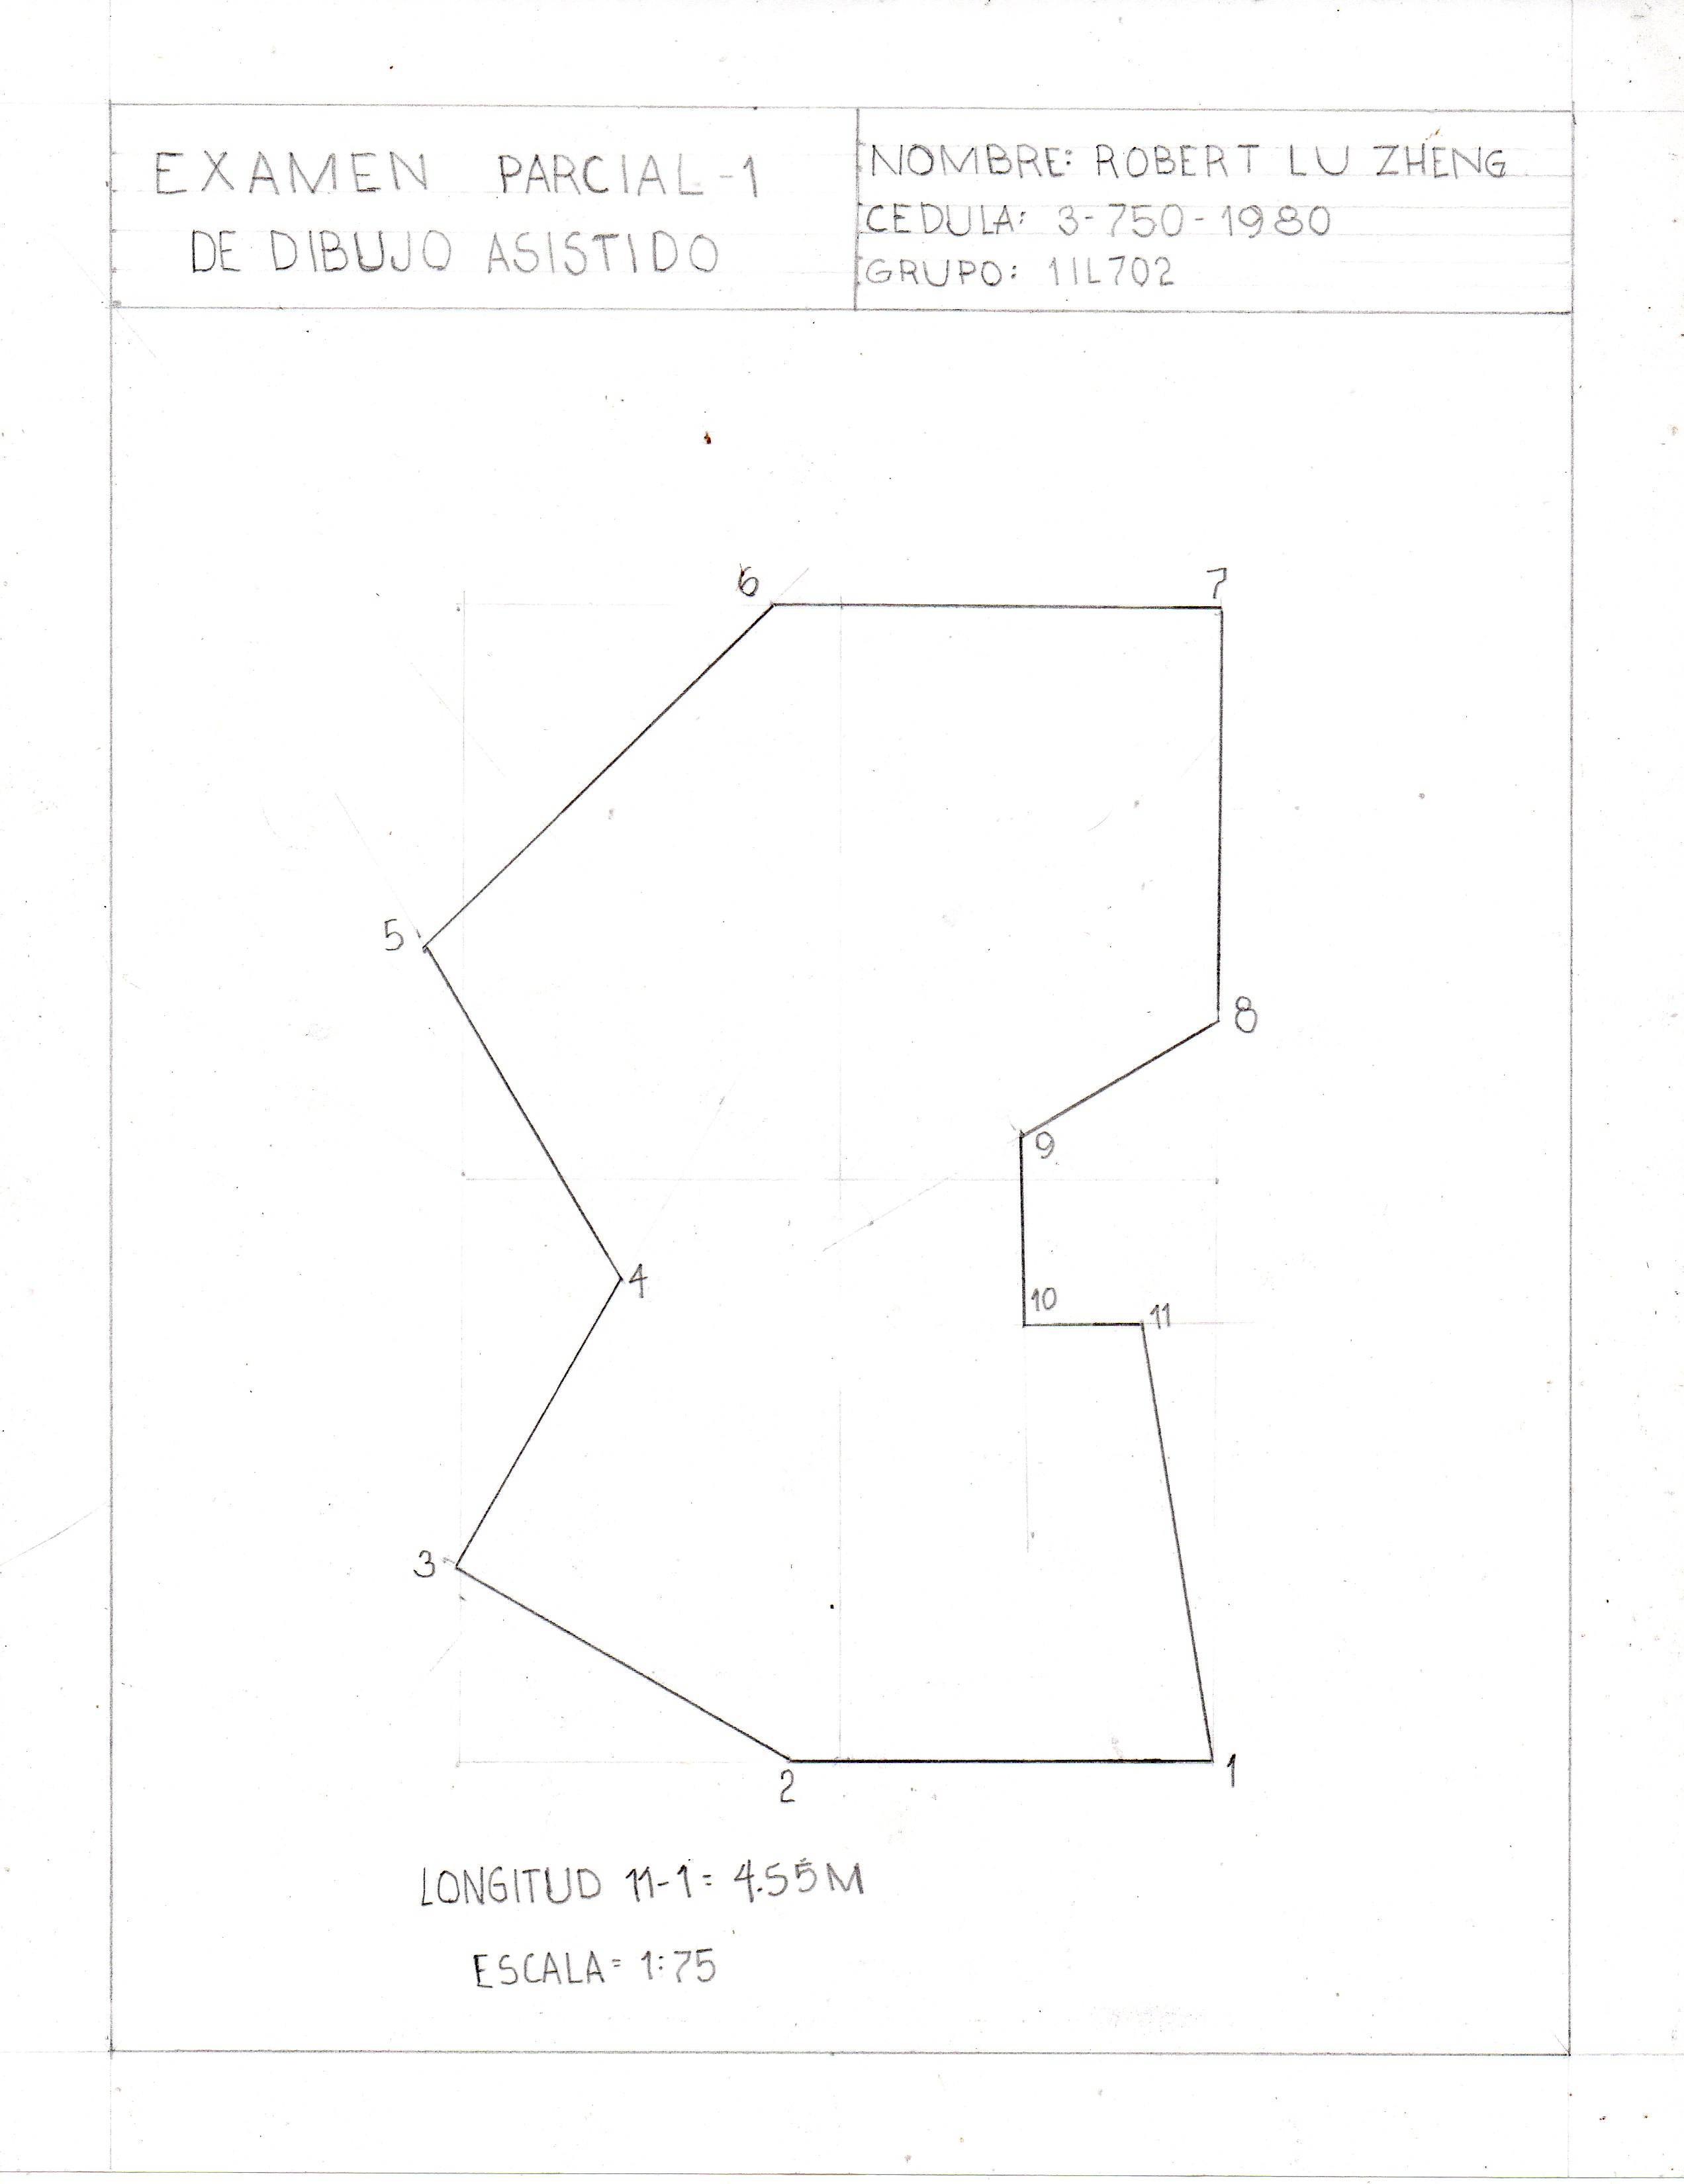 EXAMEN PARCIAL-1
DE DIBUJO ASISTIDO
NOMBRE: ROBERT LU ZHENG
CEDULA: 3-750-1980
GRUPO: 1IL702
6
7
5
8
9
4
10
11
3
2
1
LONGITUD 11-1= 4.55M
ESCALA= 1:75